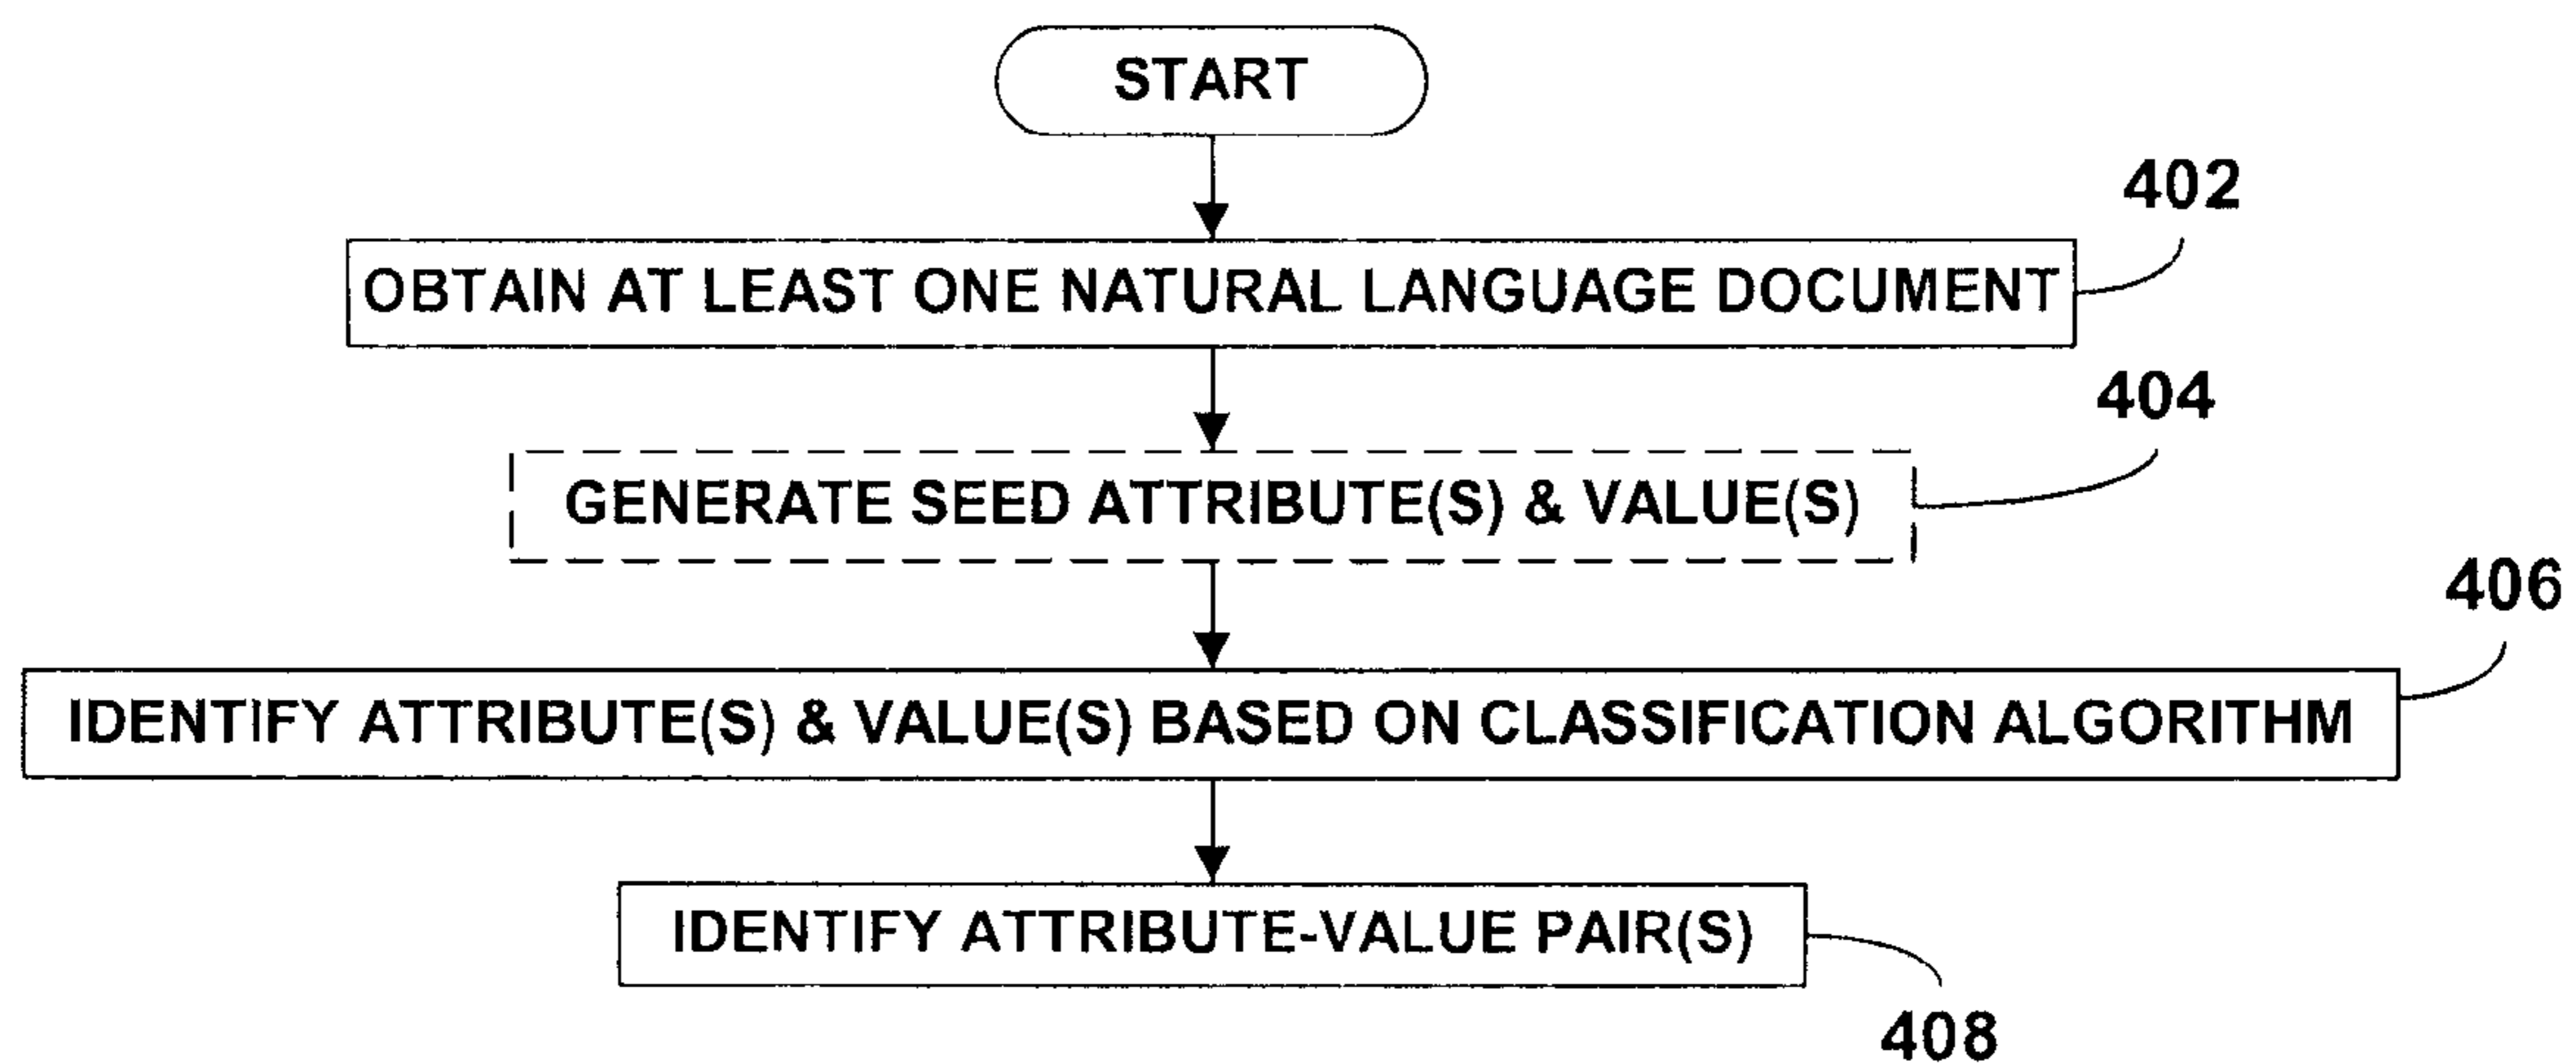 START
402
OBTAIN AT LEAST ONE NATURAL LANGUAGE DOCUMENT
404
GENERATE SEED ATTRIBUTE(S) & VALUE(S)
406
IDENTIFY ATTRIBUTE(S) & VALUE(S) BASED ON CLASSIFICATION ALGORITHM
IDENTIFY ATTRIBUTE-VALUE PAIR(S)
408